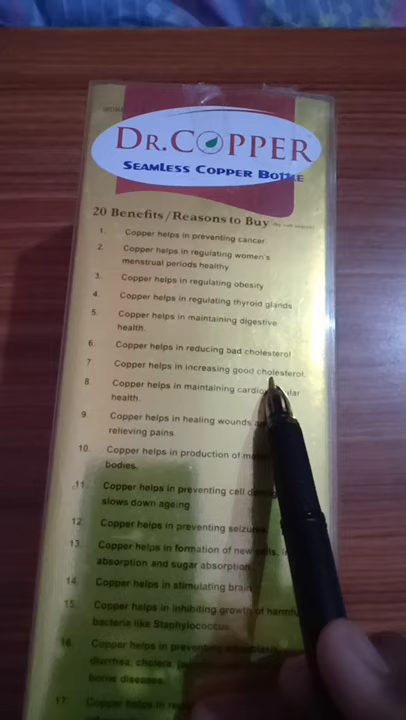 DR.COPPER
SEAMLESS COPPER BOTTLE
20 Benefits/Reasons to Buy
1. Copper helps in preventing cancer
2. Copper helps in regulating women's
menstrual periods healthy
3. Copper helps in regulating obesity
4. Copper helps in regulating thyroid glands
5. Copper helps in maintaining digestive
health.
6. Copper helps in reducing bad cholesterol
7 Copper helps in increasing good cholesterol.
8. Copper helps in maintaining
health.
9. Copper helps in healing wounds
relieving pains
10. Copper helps in production of
bodies.
11. Copper helps in preventing cell
slows down ageing.
12 Copper helps in preventing
13. Copper helps in formation of new
absorption and sugar absorption
14. Copper helps in stimulating brain
15. Copper helps in inhibiting growth of
bacteria like Staphylococcus.
16. Copper helps in preventing
diarrhea, cholera,
borne diseases.
17. Copper helps in